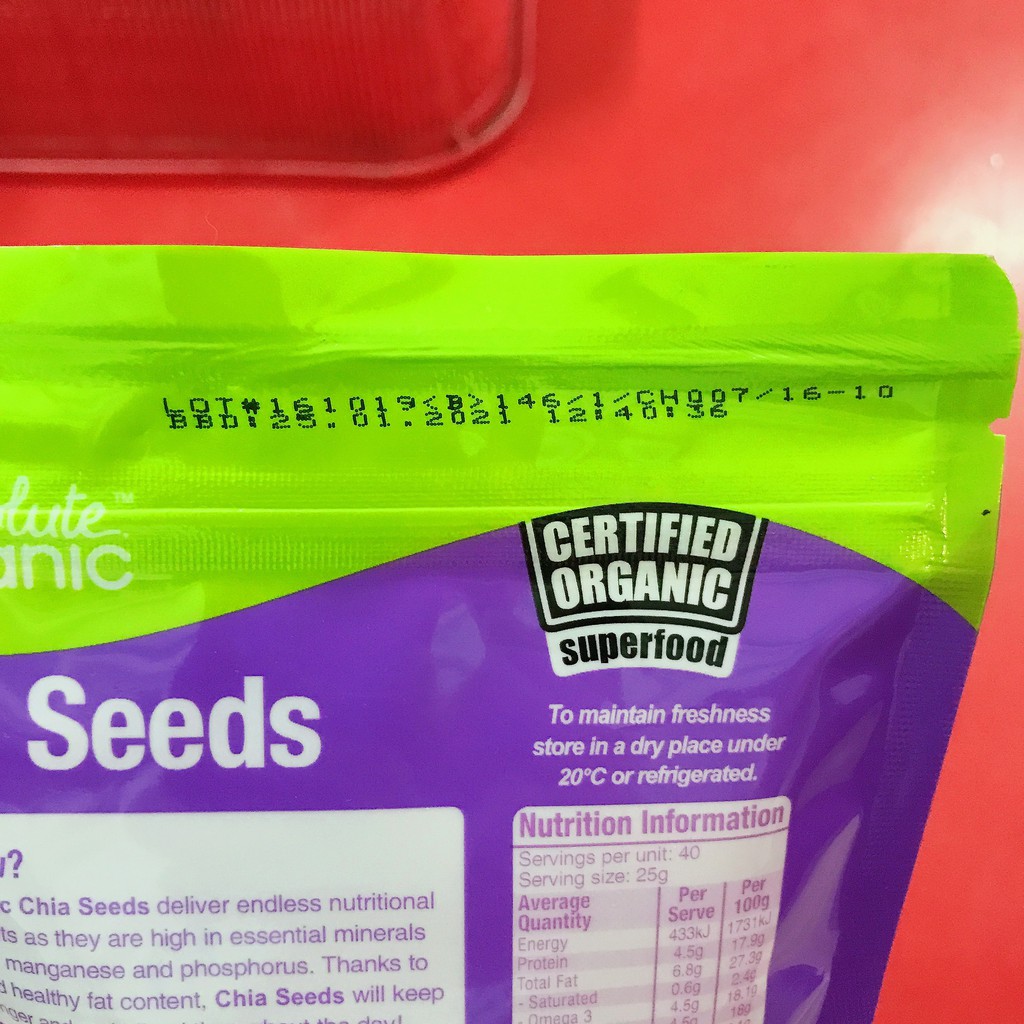 LOT#161019<B>146/1/CH007/16-10
BBD:25.01.2021 12:40:36
lute™
anic
CERTIFIED
ORGANIC
superfood
Seeds
To maintain freshness
store in a dry place under
20°C or refrigerated.
?
c Chia Seeds deliver endless nutritional
ts as they are high in essential minerals
manganese and phosphorus. Thanks to
d healthy fat content, Chia Seeds will keep
Nutrition Information
Servings per unit: 40
Serving size: 25g
Average Quantity Per Serve Per 100g
Energy 433kJ 1731kJ
Protein 4.5g 17.9g
Total Fat 6.8g 27.3g
- Saturated 0.6g 2.4g
- Omega 3 4.5g 18.1g